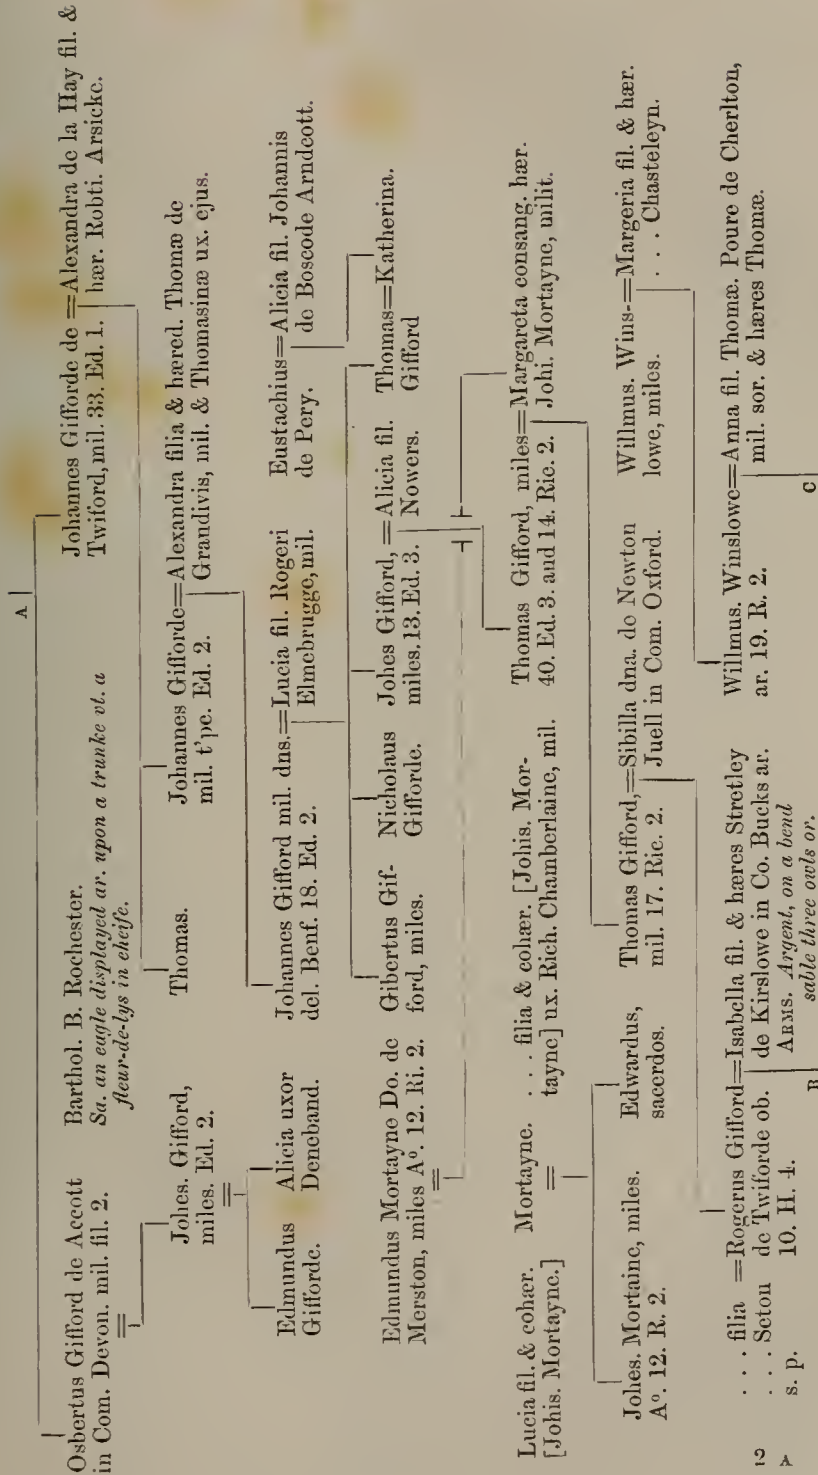 A
Osbertus Gifford de Accott
in Com. Devon. mil. fil. 2.
Barthol. B. Rochester.
Sa. an eagle displayed ar. upon a trunke vt. a
fleur-de-lys in cheife.
Johannes Gifforde de =Alexandra de la Hay fil. &
Twiford, mil. 33. Ed. 1. hær. Robti. Arsicke.
Johes. Gifford,
miles. Ed. 2.
Thomas.
Johannes Gifforde=Alexandra filia & hæred. Thomæ de
mil. t'pe. Ed. 2. Grandivis, mil. & Thomasinæ ux. ejus.
Edmundus
Gifforde.
Alicia uxor
Deneband.
Johannes Gifford mil. dns.=Lucia fil. Rogeri
del. Benf. 18. Ed. 2. Elmebrugge, mil.
Eustachius=Alicia fil. Johannis
de Pery. de Boscode Arndcott.
Edmundus Mortayne Do. de
Merston, miles Aº. 12. Ri. 2.
Gibertus Gif-
ford, miles.
Nicholaus
Gifforde.
Johes Gifford, =Alicia fil.
miles. 13. Ed. 3. Nowers.
Thomas=Katherina.
Gifford
Lucia fil. & cohær.
[Johis. Mortayne.]
Mortayne.
. . . filia & cohær. [Johis. Mor-
tayne] ux. Rich. Chamberlaine, mil.
Thomas Gifford, miles=Margareta consang. hær.
40. Ed. 3. and 14. Ric. 2. Johi. Mortayne, milit.
Johes. Mortaine, miles.
Aº. 12. R. 2.
Edwardus,
sacerdos.
Thomas Gifford,=Sibilla dna. de Newton
mil. 17. Ric. 2. Juell in Com. Oxford.
Willmus. Wins-=Margeria fil. & hær.
lowe, miles. . . . Chasteleyn.
. . . filia =Rogerus Gifford=Isabella fil. & hæres Stretley
. . . Seton de Twiforde ob. de Kirslowe in Co. Bucks ar.
s. p. 10. H. 4. Arms. Argent, on a bend
sable three owls or.
Willmus. Winslowe=Anna fil. Thomæ. Poure de Cherlton,
ar. 19. R. 2. mil. sor. & hæres Thomæ.
B
C
2 A